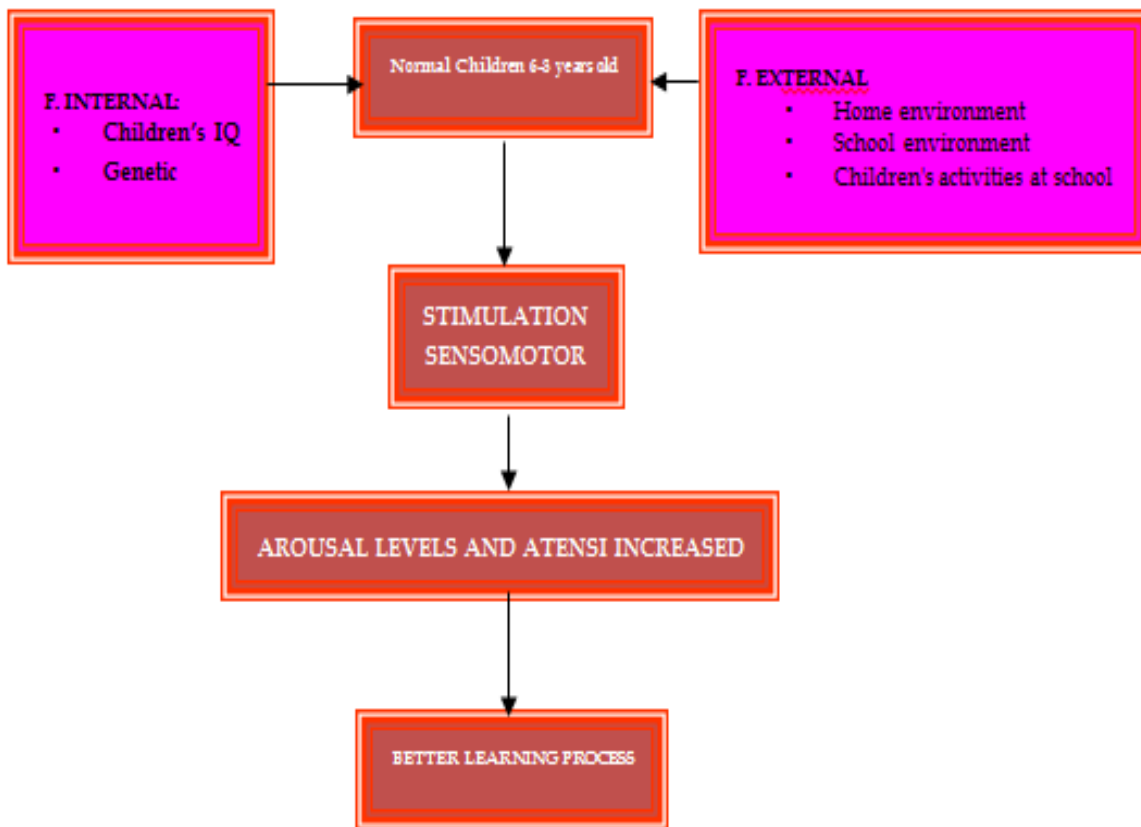 F. INTERNAL:
▪ Children's IQ
▪ Genetic
Normal Children 6-8 years old
F. EXTERNAL
▪ Home environment
▪ School environment
▪ Children's activities at school
STIMULATION
SENSOMOTOR
AROUSAL LEVELS AND ATENSI INCREASED
BETTER LEARNING PROCESS